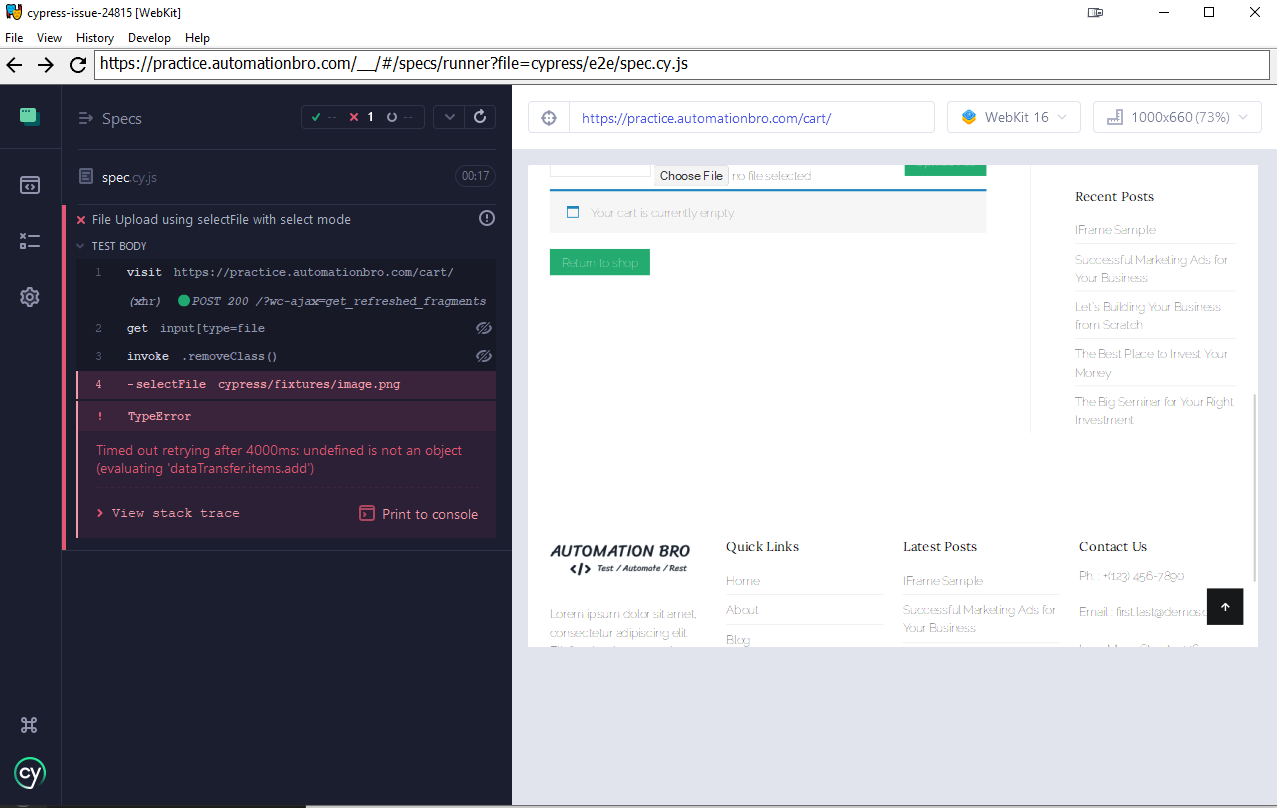 cypress-issue-24815 [WebKit]
File View History Develop Help
https://practice.automationbro.com/__/#/specs/runner?file=cypress/e2e/spec.cy.js
Specs
-- 1 --
spec.cy.js 00:17
File Upload using selectFile with select mode
TEST BODY
1 visit https://practice.automationbro.com/cart/
(xhr) POST 200 /?wc-ajax=get_refreshed_fragments
2 get input[type=file
3 invoke .removeClass()
4 -selectFile cypress/fixtures/image.png
! TypeError
Timed out retrying after 4000ms: undefined is not an object
(evaluating 'dataTransfer.items.add')
> View stack trace
Print to console
cy
https://practice.automationbro.com/cart/
WebKit 16
1000x660 (73%)
Choose File no file selected
Your cart is currently empty.
Return to shop
Recent Posts
IFrame Sample
Successful Marketing Ads for
Your Business
Let's Building Your Business
from Scratch
The Best Place to Invest Your
Money
The Big Seminar for Your Right
Investment
AUTOMATION BRO
</> Test / Automate / Rest
Lorem ipsum dolor sit amet,
consectetur adipiscing elit.
Quick Links
Home
About
Blog
Latest Posts
IFrame Sample
Successful Marketing Ads for
Your Business
Contact Us
Ph. : +(123) 456-7890
Email : first.last@demos.c